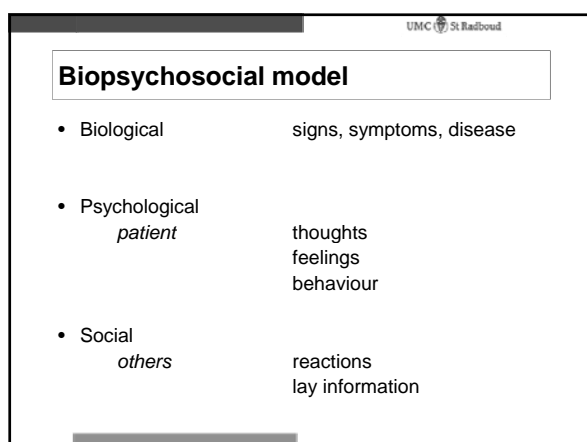 UMC St Radboud
Biopsychosocial model
• Biological signs, symptoms, disease
• Psychological
patient thoughts
feelings
behaviour
• Social
others reactions
lay information